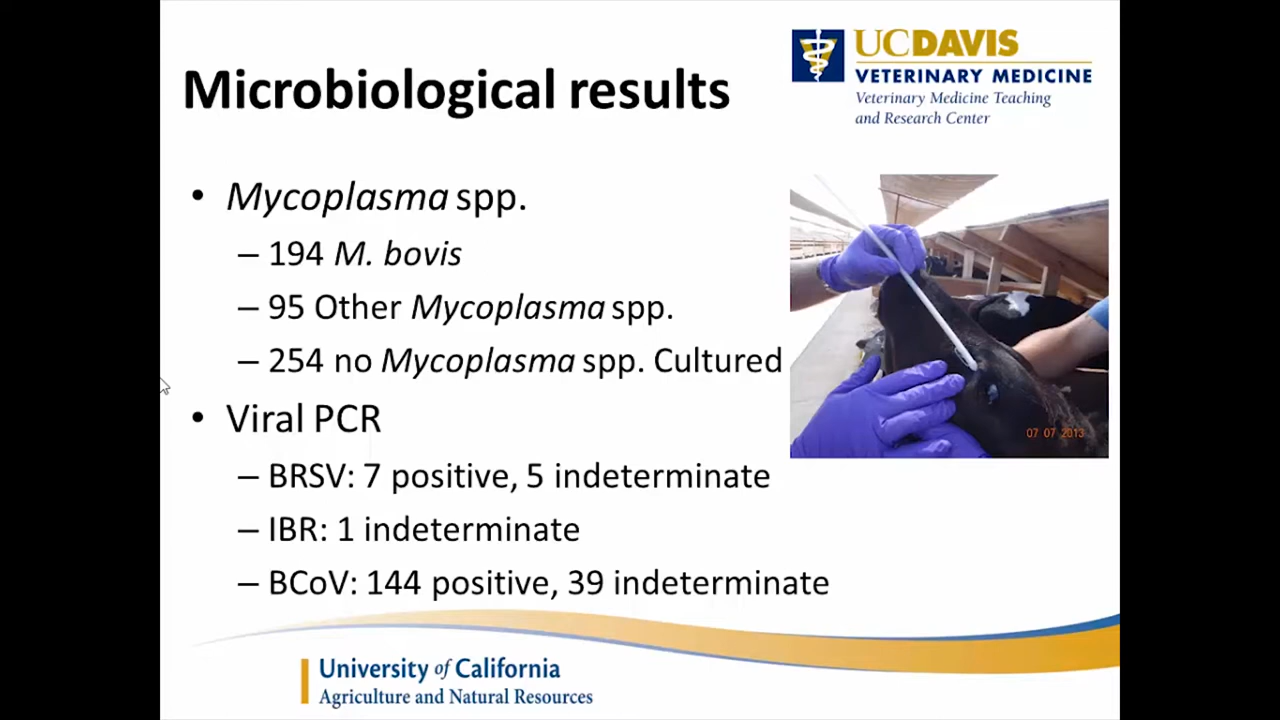 Microbiological results
UCDAVIS
VETERINARY MEDICINE
Veterinary Medicine Teaching
and Research Center
• Mycoplasma spp.
– 194 M. bovis
– 95 Other Mycoplasma spp.
– 254 no Mycoplasma spp. Cultured
• Viral PCR
– BRSV: 7 positive, 5 indeterminate
– IBR: 1 indeterminate
– BCoV: 144 positive, 39 indeterminate
07 07 2013
University of California
Agriculture and Natural Resources